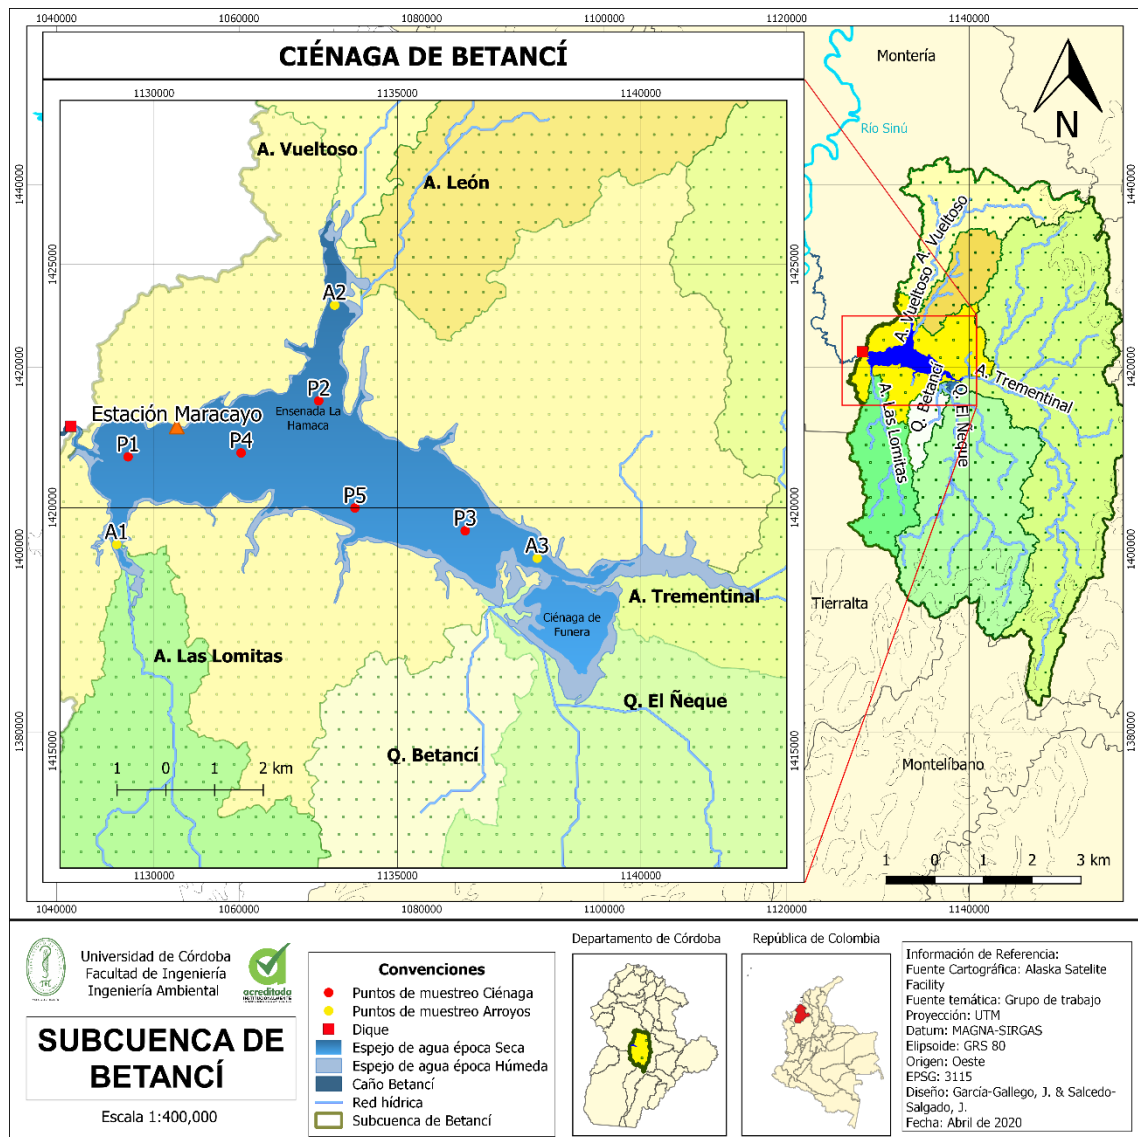 1040000 1060000 1080000 1100000 1120000 1140000
CIÉNAGA DE BETANCÍ
1130000 1135000 1140000
A. Vueltoso
A. León
A2
P2
Ensenada La
Hamaca
Estación Maracayo
P1
P4
P5
P3
A1
A3
A. Trementinal
Ciénaga de
Funera
A. Las Lomitas
Q. El Ñeque
Q. Betancí
1 0 1 2 km
1425000
1420000
1415000
1425000
1420000
1415000
1130000 1135000 1140000
1440000
1420000
1400000
1380000
Montería
N
Río Sinú
A. Vueltoso
A. Vueltoso
A. Trementinal
Q. Betancí
Q. El Ñeque
A. Las Lomitas
Tierralta
Montelíbano
1 0 1 2 3 km
1440000
1420000
1400000
1380000
1040000 1060000 1080000 1100000 1120000 1140000
Universidad de Córdoba
Facultad de Ingeniería
Ingeniería Ambiental
acreditada
INSTITUCIONALMENTE
SUBCUENCA DE
BETANCÍ
Escala 1:400,000
Convenciones
Puntos de muestreo Ciénaga
Puntos de muestreo Arroyos
Dique
Espejo de agua época Seca
Espejo de agua época Húmeda
Caño Betancí
Red hídrica
Subcuenca de Betancí
Departamento de Córdoba
República de Colombia
Información de Referencia:
Fuente Cartográfica: Alaska Satelite
Facility
Fuente temática: Grupo de trabajo
Proyección: UTM
Datum: MAGNA-SIRGAS
Elipsoide: GRS 80
Origen: Oeste
EPSG: 3115
Diseño: García-Gallego, J. & Salcedo-
Salgado, J.
Fecha: Abril de 2020